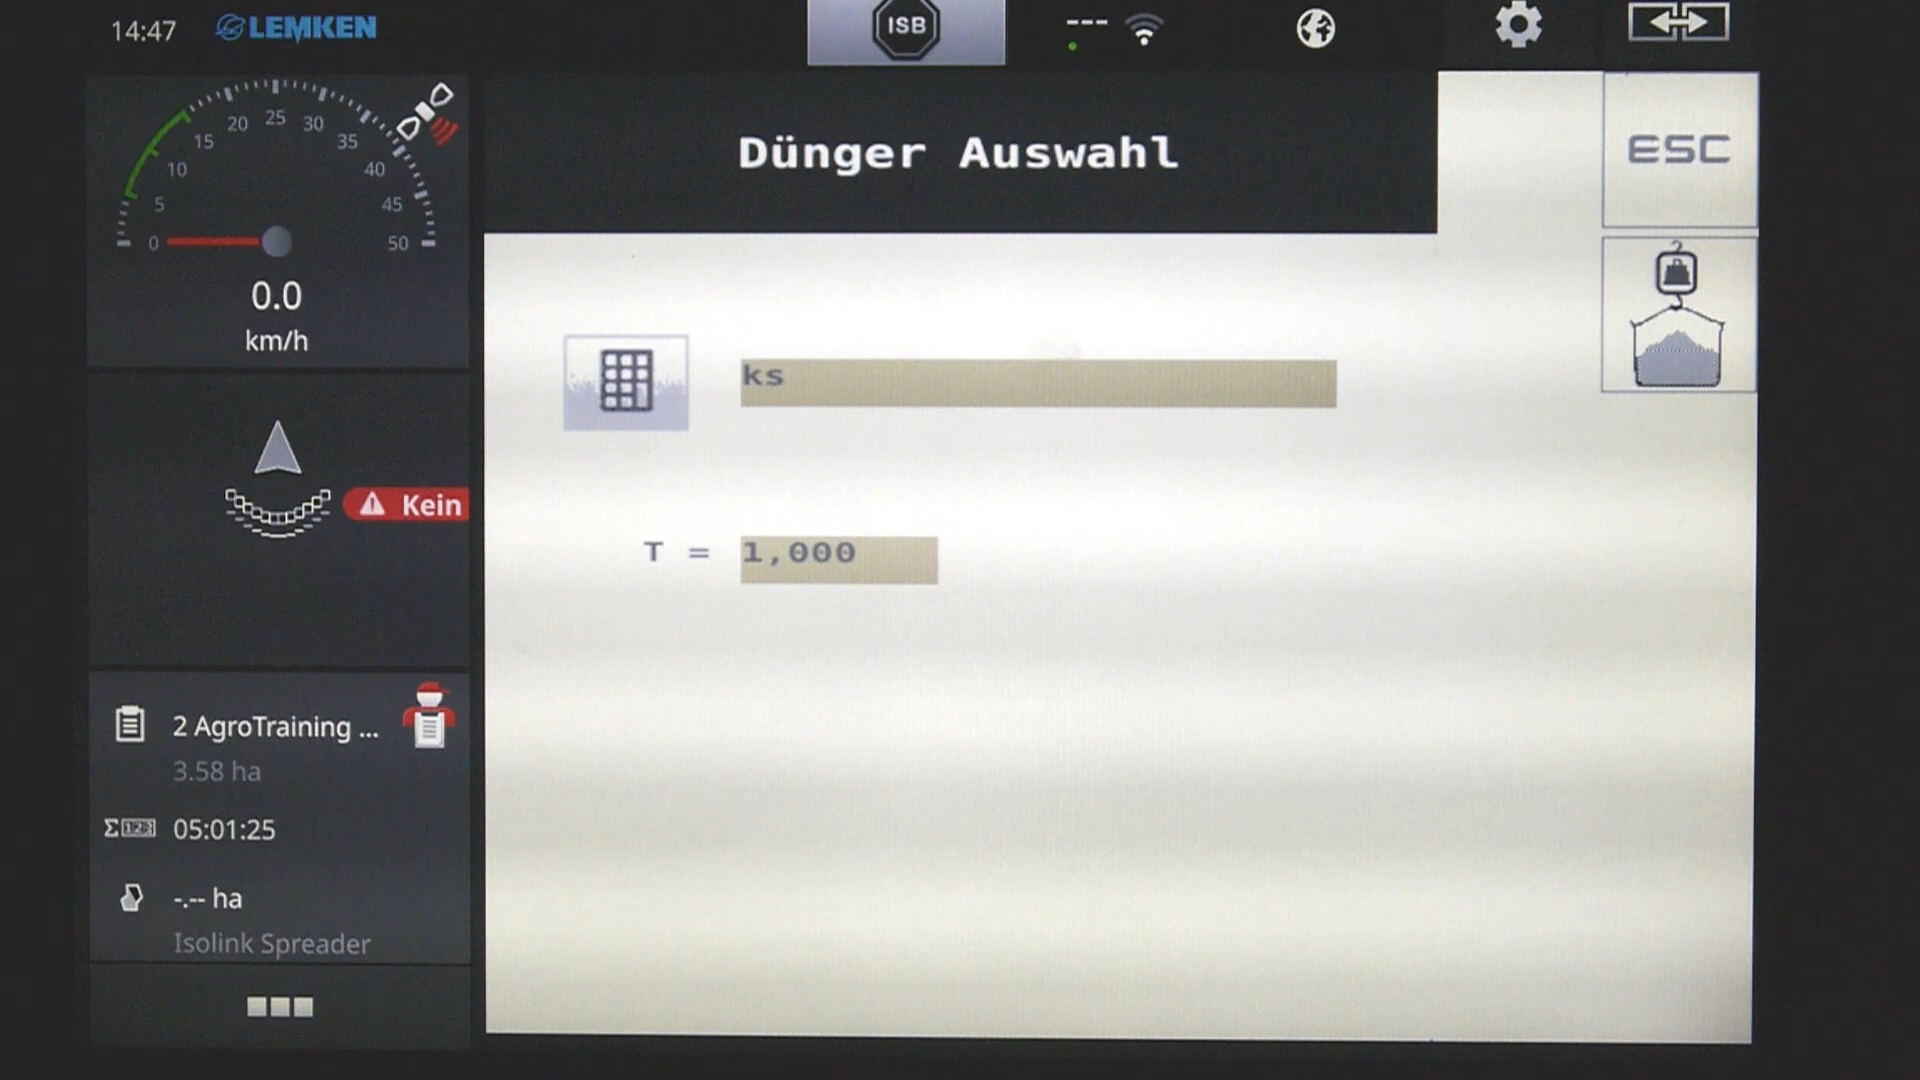 14:47
LEMKEN
ISB
---
0 5 10 15 20 25 30 35 40 45 50
0.0
km/h
Kein
2 AgroTraining ...
3.58 ha
Σ123 05:01:25
-.-- ha
Isolink Spreader
Dünger Auswahl
ESC
ks
T = 1,000